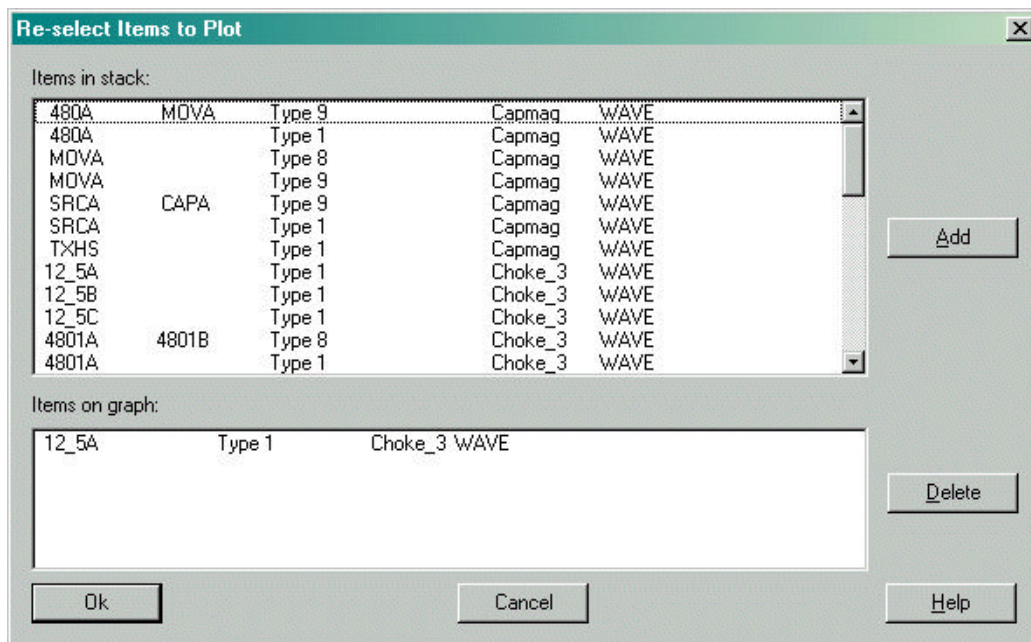 Re-select Items to Plot
Items in stack:
480A MOVA Type 9 Capmag WAVE
480A Type 1 Capmag WAVE
MOVA Type 8 Capmag WAVE
MOVA Type 9 Capmag WAVE
SRCA CAPA Type 9 Capmag WAVE
SRCA Type 1 Capmag WAVE
TXHS Type 1 Capmag WAVE
12_5A Type 1 Choke_3 WAVE
12_5B Type 1 Choke_3 WAVE
12_5C Type 1 Choke_3 WAVE
4801A 4801B Type 8 Choke_3 WAVE
4801A Type 1 Choke_3 WAVE
Add
Items on graph:
12_5A Type 1 Choke_3 WAVE
Delete
Ok Cancel Help